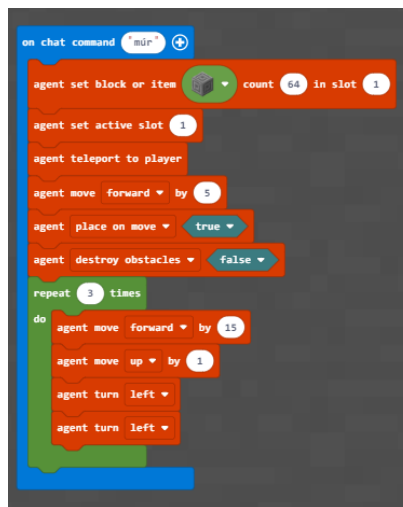 on chat command "múr"
agent set block or item count 64 in slot 1
agent set active slot 1
agent teleport to player
agent move forward by 5
agent place on move true
agent destroy obstacles false
repeat 3 times
do
agent move forward by 15
agent move up by 1
agent turn left
agent turn left